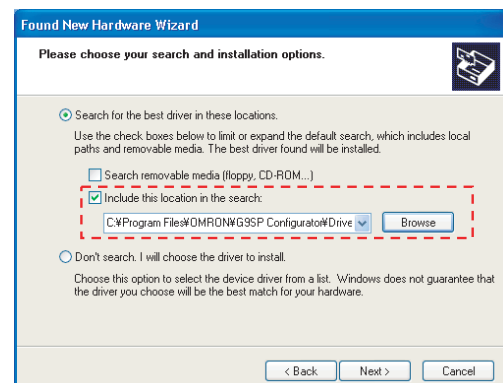 Found New Hardware Wizard
Please choose your search and installation options.
Search for the best driver in these locations.
Use the check boxes below to limit or expand the default search, which includes local
paths and removable media. The best driver found will be installed.
Search removable media (floppy, CD-ROM...)
Include this location in the search:
C:¥Program Files¥OMRON¥G9SP Configurator¥Drive
Browse
Don't search. I will choose the driver to install.
Choose this option to select the device driver from a list. Windows does not guarantee that
the driver you choose will be the best match for your hardware.
< Back Next > Cancel